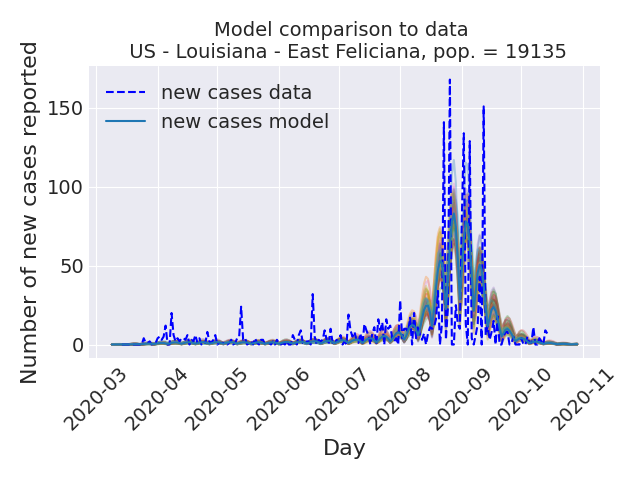 Model comparison to data
US - Louisiana - East Feliciana, pop. = 19135
new cases data
new cases model
Number of new cases reported
150
100
50
0
2020-03
2020-04
2020-05
2020-06
2020-07
2020-08
2020-09
2020-10
2020-11
Day